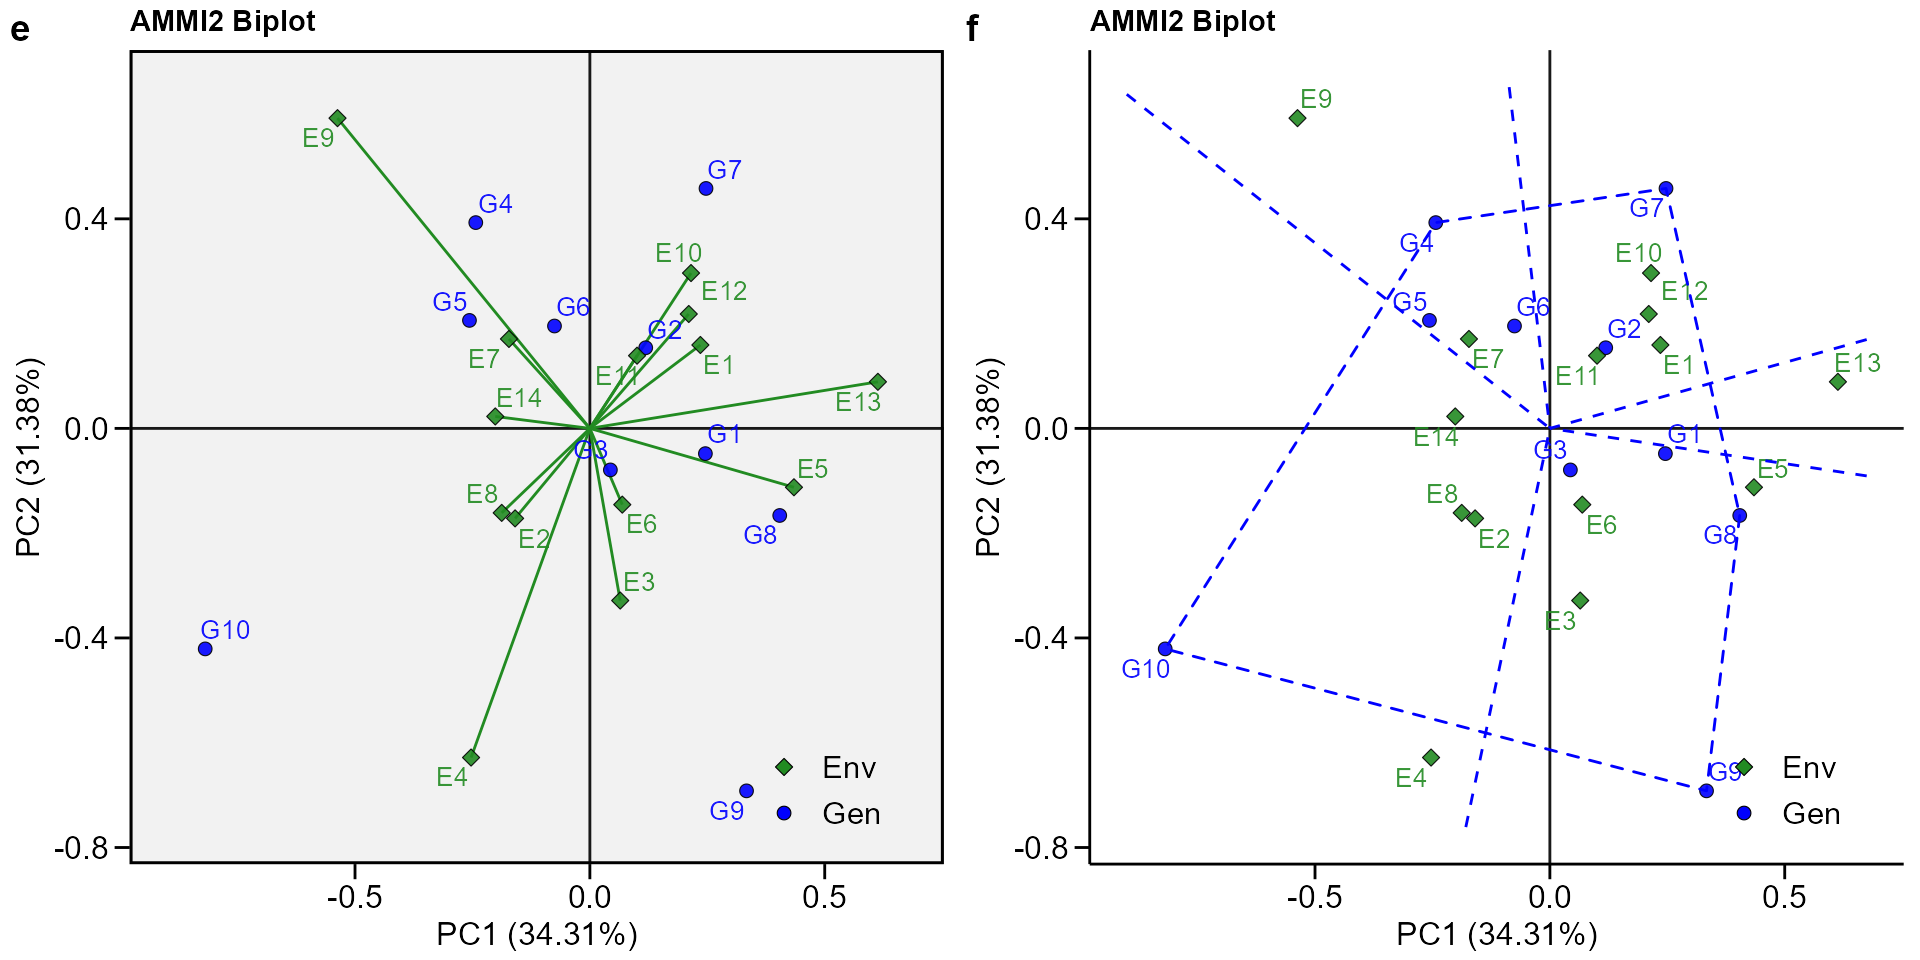 e
AMMI2 Biplot
E9
G7
G4
E10
E12
G5
G6
G2
E7
E11
E1
E14
E13
G3
G1
E5
E8
E6
E2
G8
E3
G10
E4
G9
Env
Gen
0.4
0.0
-0.4
-0.8
PC2 (31.38%)
-0.5
0.0
0.5
PC1 (34.31%)
f
AMMI2 Biplot
E9
G7
G4
E10
E12
G5
G6
G2
E7
E11
E1
E13
E14
G3
G1
E5
E8
E2
E6
G8
E3
G10
E4
G9
Env
Gen
0.4
0.0
-0.4
-0.8
PC2 (31.38%)
-0.5
0.0
0.5
PC1 (34.31%)